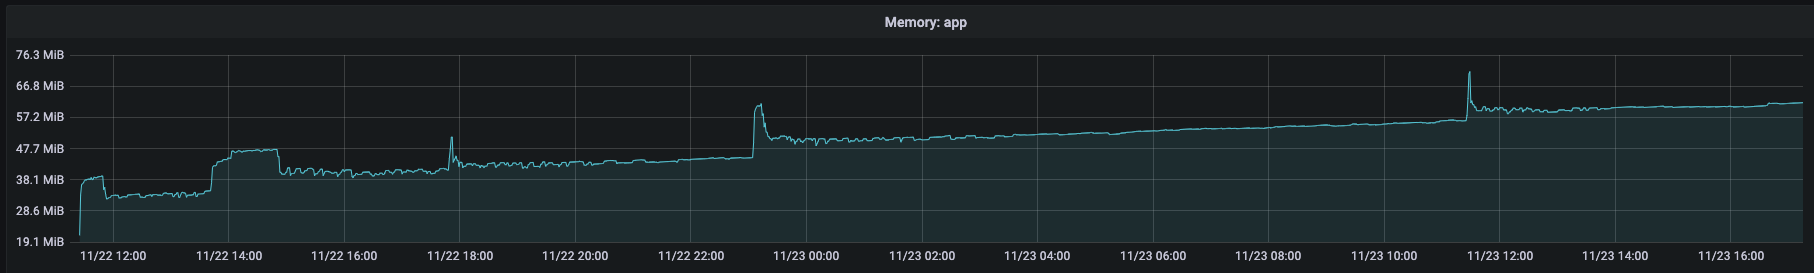 Memory: app
76.3 MiB
66.8 MiB
57.2 MiB
47.7 MiB
38.1 MiB
28.6 MiB
19.1 MiB
11/22 12:00 11/22 14:00 11/22 16:00 11/22 18:00 11/22 20:00 11/22 22:00 11/23 00:00 11/23 02:00 11/23 04:00 11/23 06:00 11/23 08:00 11/23 10:00 11/23 12:00 11/23 14:00 11/23 16:00